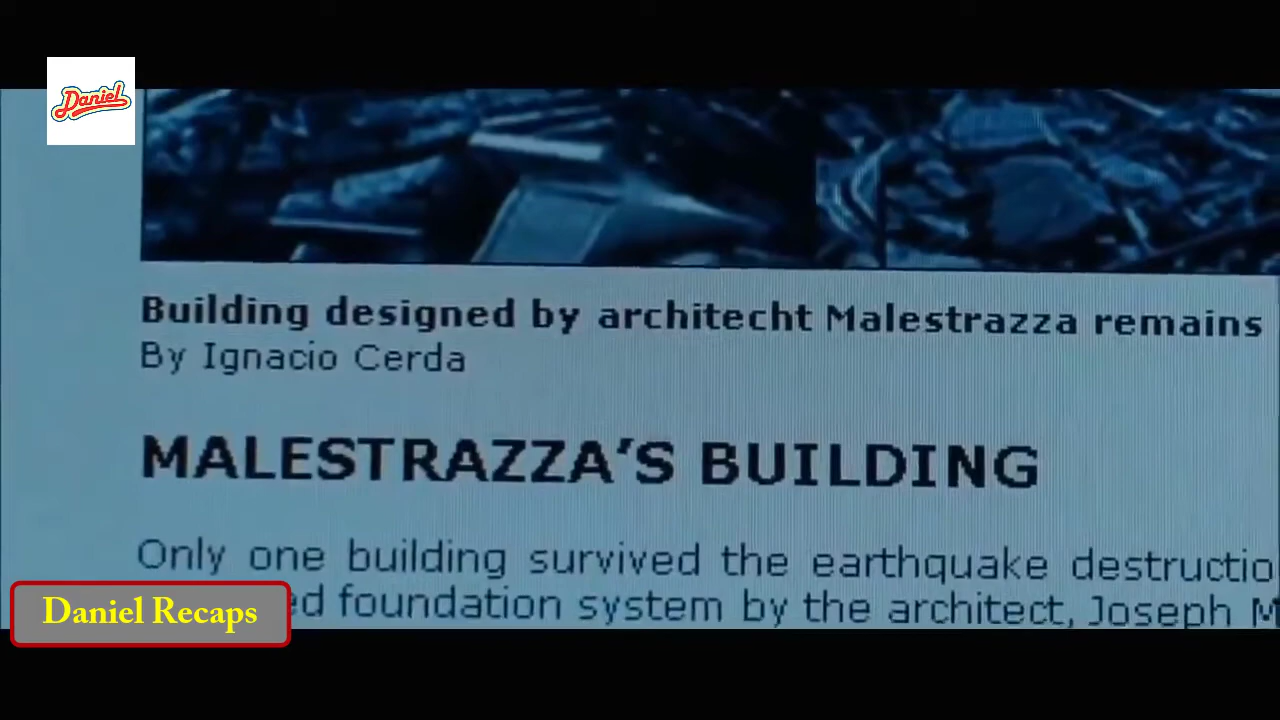 Daniel
Building designed by architecht Malestrazza remains
By Ignacio Cerda
MALESTRAZZA'S BUILDING
Only one building survived the earthquake destructio
Daniel Recaps
ed foundation system by the architect, Joseph M